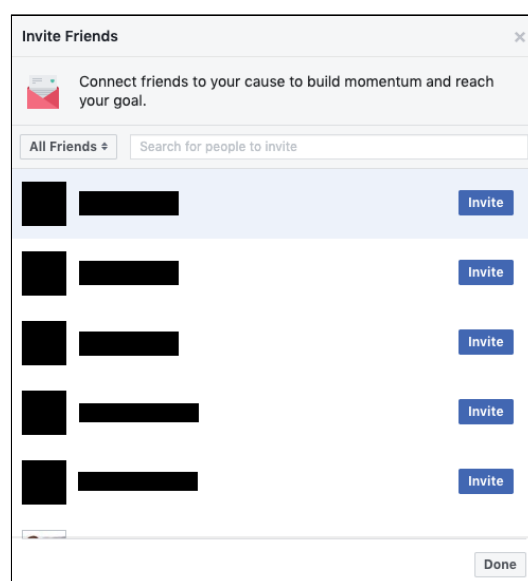 Invite Friends ×
Connect friends to your cause to build momentum and reach
your goal.
All Friends Search for people to invite
Invite
Invite
Invite
Invite
Invite
Done